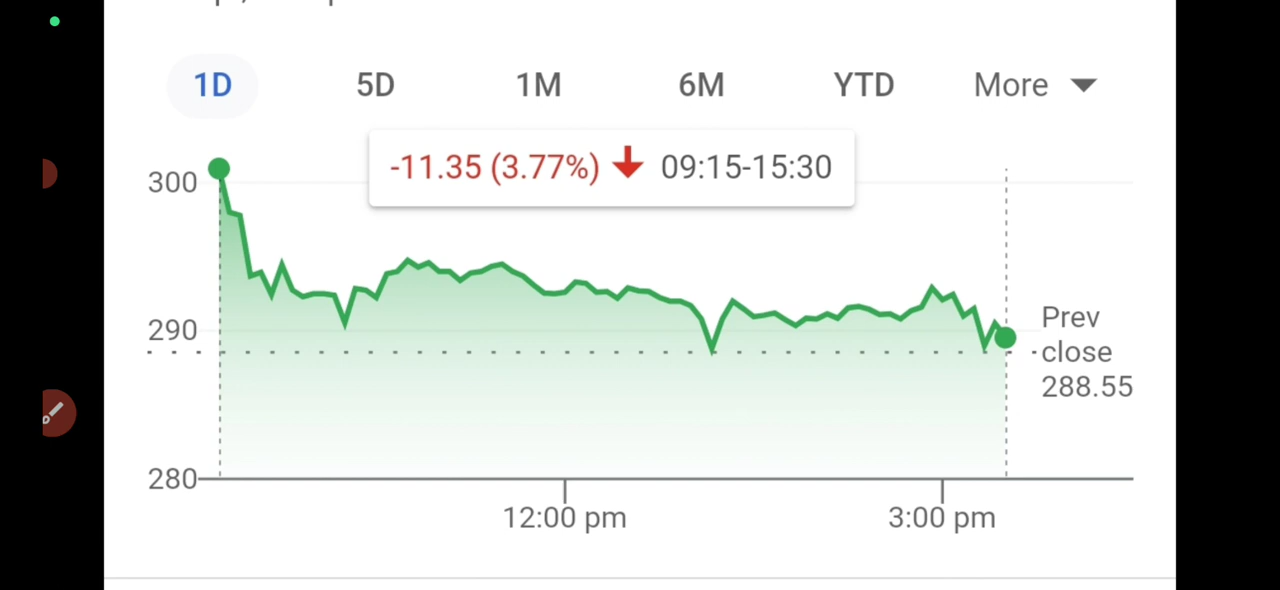 1D 5D 1M 6M YTD More
-11.35 (3.77%) 09:15-15:30
300
290
Prev
close
288.55
280
12:00 pm 3:00 pm